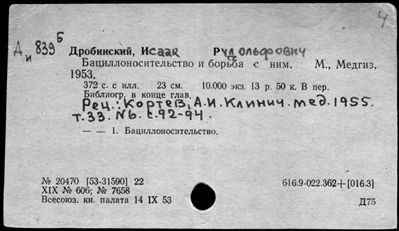 4
Д и 839 б
Дробинский, Исаак Рудольфович
Бациллоносительство и борьба с ним. М., Медгиз,
1953.
372 с. с илл. 23 см. 10.000 экз. 13 р. 50 к. В пер.
Библиогр. в конце глав.
Рец.: Кортев, А.И. Клинич. мед. 1955.
т.33. №6. с.92-94.
— — 1. Бациллоносительство.
№ 20470 [53-31590] 22
XIX № 606; № 7658
Всесоюз. кн. палата 14 IX 53
616.9-022.362+[016.3]
Д75